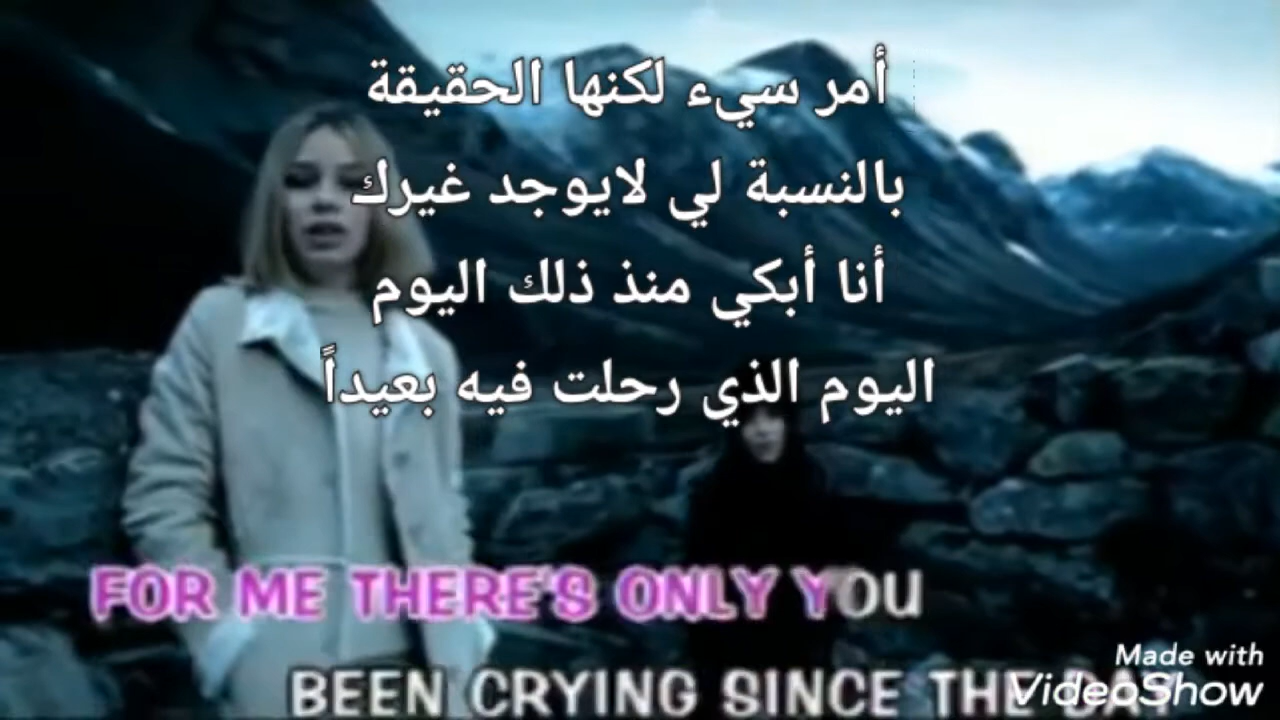 أمر سيء لكنها الحقيقة
بالنسبة لي لايوجد غيرك
أنا أبكي منذ ذلك اليوم
اليوم الذي رحلت فيه بعيداً
FOR ME THERE'S ONLY YOU
BEEN CRYING SINCE THE DA
Made with
VideoShow